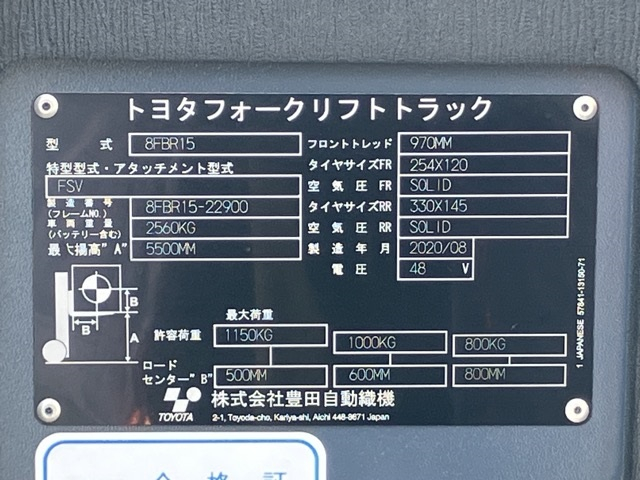 トヨタフォークリフトトラック
型 式 8FBR15 フロントトレッド 970MM
特型型式・アタッチメント型式 タイヤサイズFR 254X120
FSV 空 気 圧 FR SOLID
製 造 番 号 (フレームNO.) 8FBR15-22900 タイヤサイズRR 330X145
車 両 重 量 (バッテリー含む) 2560KG 空 気 圧 RR SOLID
最大揚高"A" 5500MM 製 造 年 月 2020/08
電 圧 48 V
B
B
A
最大荷重
許容荷重 1150KG 1000KG 800KG
ロード
センター"B" 500MM 600MM 800MM
TOYOTA 株式会社豊田自動織機
2-1, Toyoda-cho, Kariya-shi, Aichi 448-8671 Japan
1 JAPANESE 57841-13150-71
合 格 証